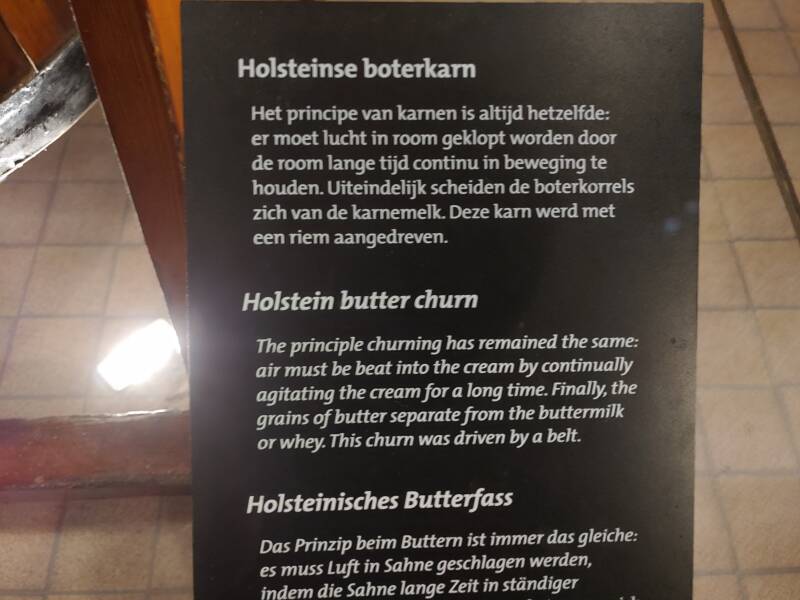 Holsteinse boterkarn
Het principe van karnen is altijd hetzelfde:
er moet lucht in room geklopt worden door
de room lange tijd continu in beweging te
houden. Uiteindelijk scheiden de boterkorrels
zich van de karnemelk. Deze karn werd met
een riem aangedreven.
Holstein butter churn
The principle churning has remained the same:
air must be beat into the cream by continually
agitating the cream for a long time. Finally, the
grains of butter separate from the buttermilk
or whey. This churn was driven by a belt.
Holsteinisches Butterfass
Das Prinzip beim Buttern ist immer das gleiche:
es muss Luft in Sahne geschlagen werden,
indem die Sahne lange Zeit in ständiger